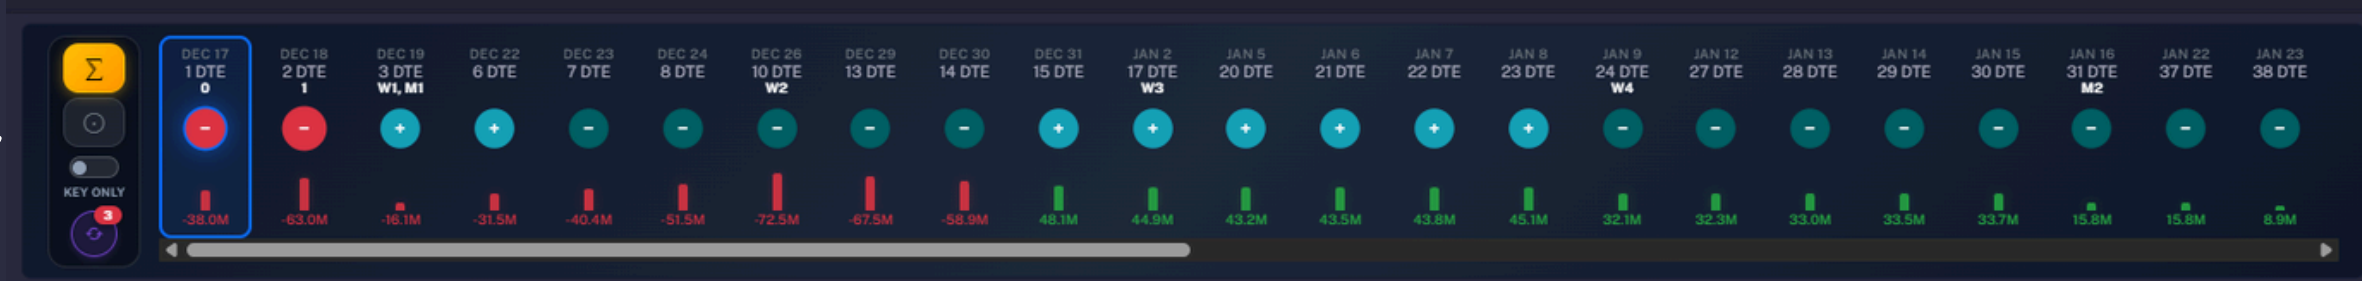 Σ
KEY ONLY
3
DEC 17
1 DTE
0
-
-38.0M
DEC 18
2 DTE
1
-
-63.0M
DEC 19
3 DTE
W1, M1
+
-16.1M
DEC 22
6 DTE
+
-31.5M
DEC 23
7 DTE
-
-40.4M
DEC 24
8 DTE
-
-51.5M
DEC 26
10 DTE
W2
-
-72.5M
DEC 29
13 DTE
-
-67.5M
DEC 30
14 DTE
-
-58.9M
DEC 31
15 DTE
+
48.1M
JAN 2
17 DTE
W3
+
44.9M
JAN 5
20 DTE
+
43.2M
JAN 6
21 DTE
+
43.5M
JAN 7
22 DTE
+
43.8M
JAN 8
23 DTE
+
45.1M
JAN 9
24 DTE
W4
-
32.1M
JAN 12
27 DTE
-
32.3M
JAN 13
28 DTE
-
33.0M
JAN 14
29 DTE
-
33.5M
JAN 15
30 DTE
-
33.7M
JAN 16
31 DTE
M2
-
15.8M
JAN 22
37 DTE
-
15.8M
JAN 23
38 DTE
-
8.9M